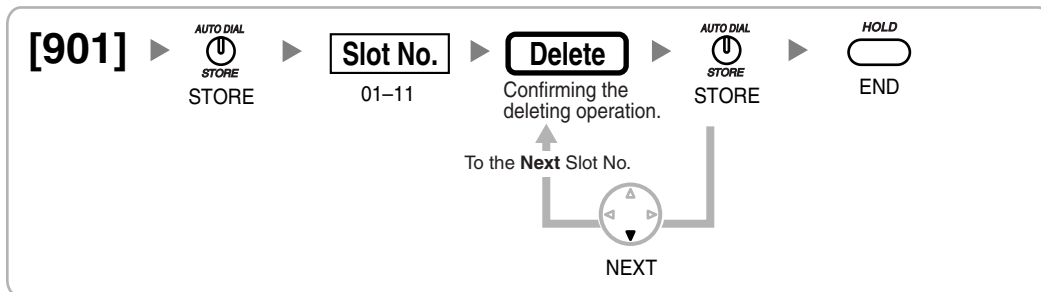 [901]
AUTO DIAL
STORE
STORE
Slot No.
01–11
Delete
Confirming the
deleting operation.
AUTO DIAL
STORE
STORE
HOLD
END
To the Next Slot No.
NEXT